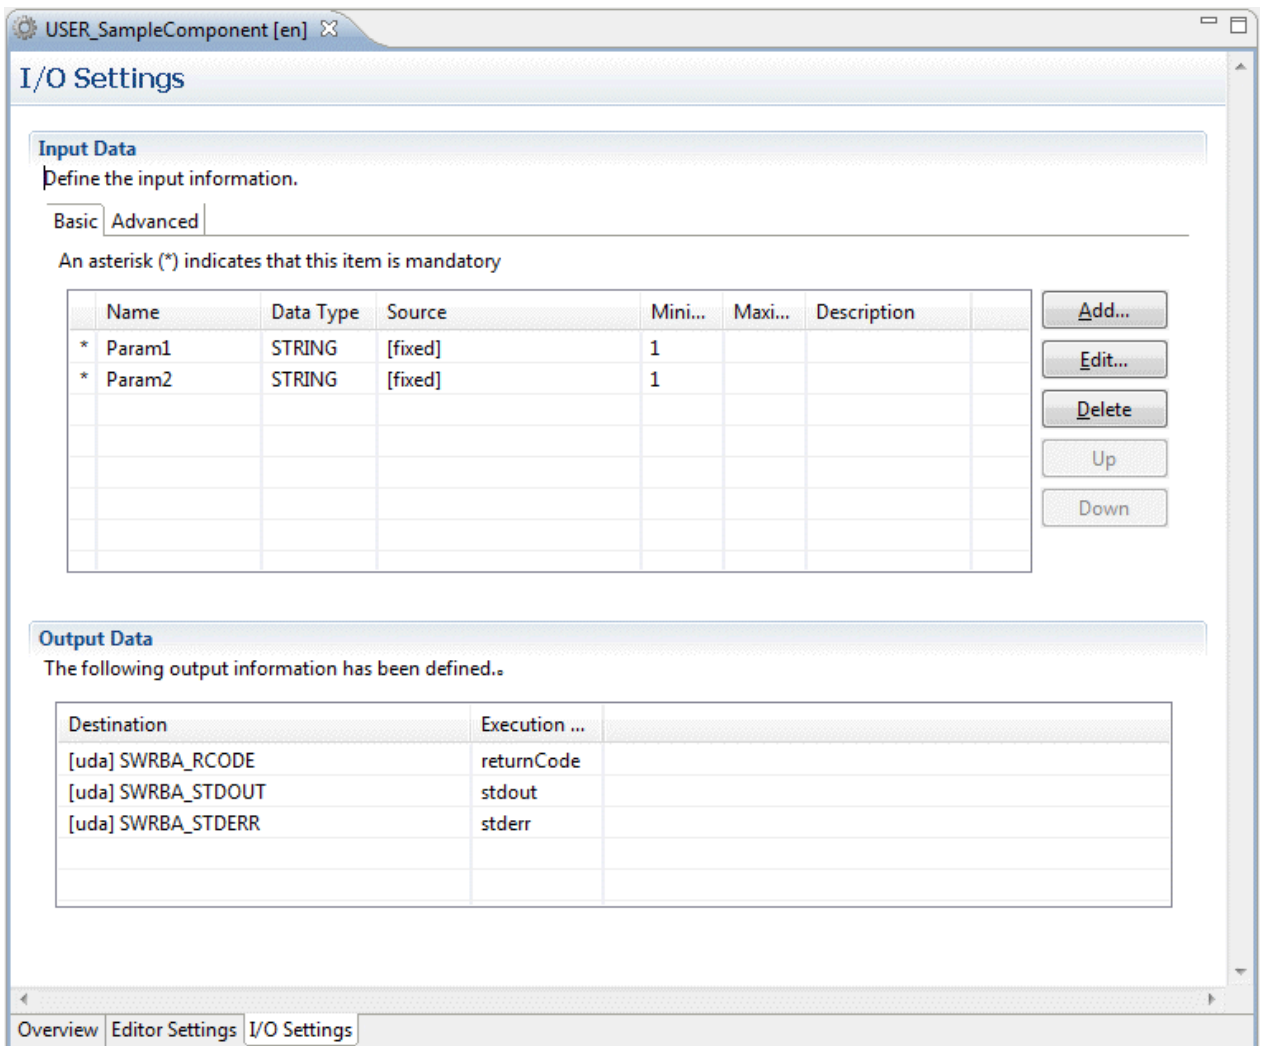 USER_SampleComponent [en]
I/O Settings
Input Data
Define the input information.
Basic Advanced
An asterisk (*) indicates that this item is mandatory
Name Data Type Source Mini... Maxi... Description
* Param1 STRING [fixed] 1
* Param2 STRING [fixed] 1
Add...
Edit...
Delete
Up
Down
Output Data
The following output information has been defined.。
Destination Execution ...
[uda] SWRBA_RCODE returnCode
[uda] SWRBA_STDOUT stdout
[uda] SWRBA_STDERR stderr
Overview Editor Settings I/O Settings